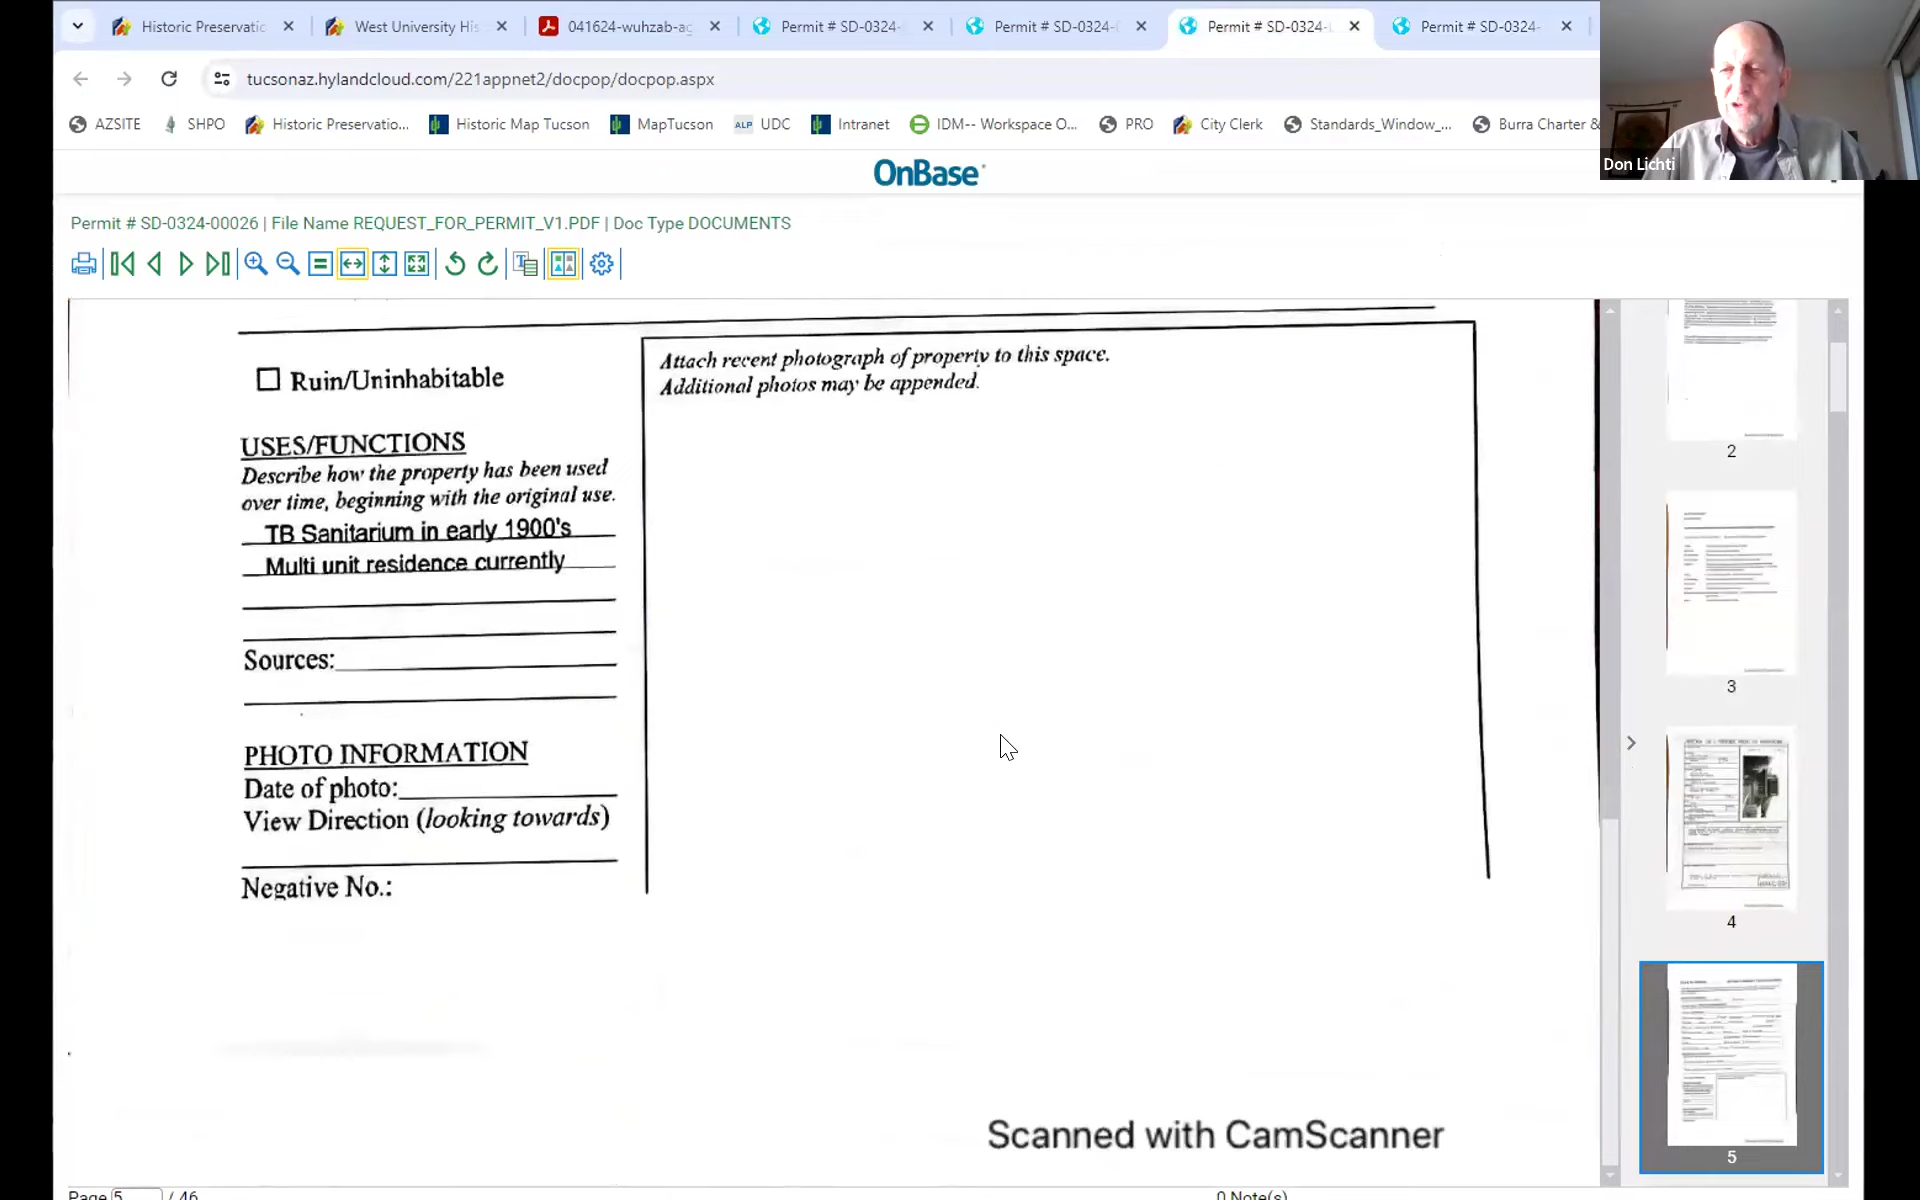 Historic Preservatio
West University His
041624-wuhzab-ag
Permit # SD-0324-
Permit # SD-0324-0
Permit # SD-0324-
Permit # SD-0324-
tucsonaz.hylandcloud.com/221appnet2/docpop/docpop.aspx
AZSITE
SHPO
Historic Preservatio...
Historic Map Tucson
MapTucson
ALP UDC
Intranet
IDM-- Workspace O...
PRO
City Clerk
Standards_Window_...
Burra Charter &
Don Lichti
OnBase
Permit # SD-0324-00026 | File Name REQUEST_FOR_PERMIT_V1.PDF | Doc Type DOCUMENTS
Ruin/Uninhabitable
USES/FUNCTIONS
Describe how the property has been used
over time, beginning with the original use.
TB Sanitarium in early 1900's
Multi unit residence currently
Sources:
PHOTO INFORMATION
Date of photo:
View Direction (looking towards)
Negative No.:
Attach recent photograph of property to this space.
Additional photos may be appended.
Scanned with CamScanner
2
3
4
5
Page 5 / 46
0 Note(s)